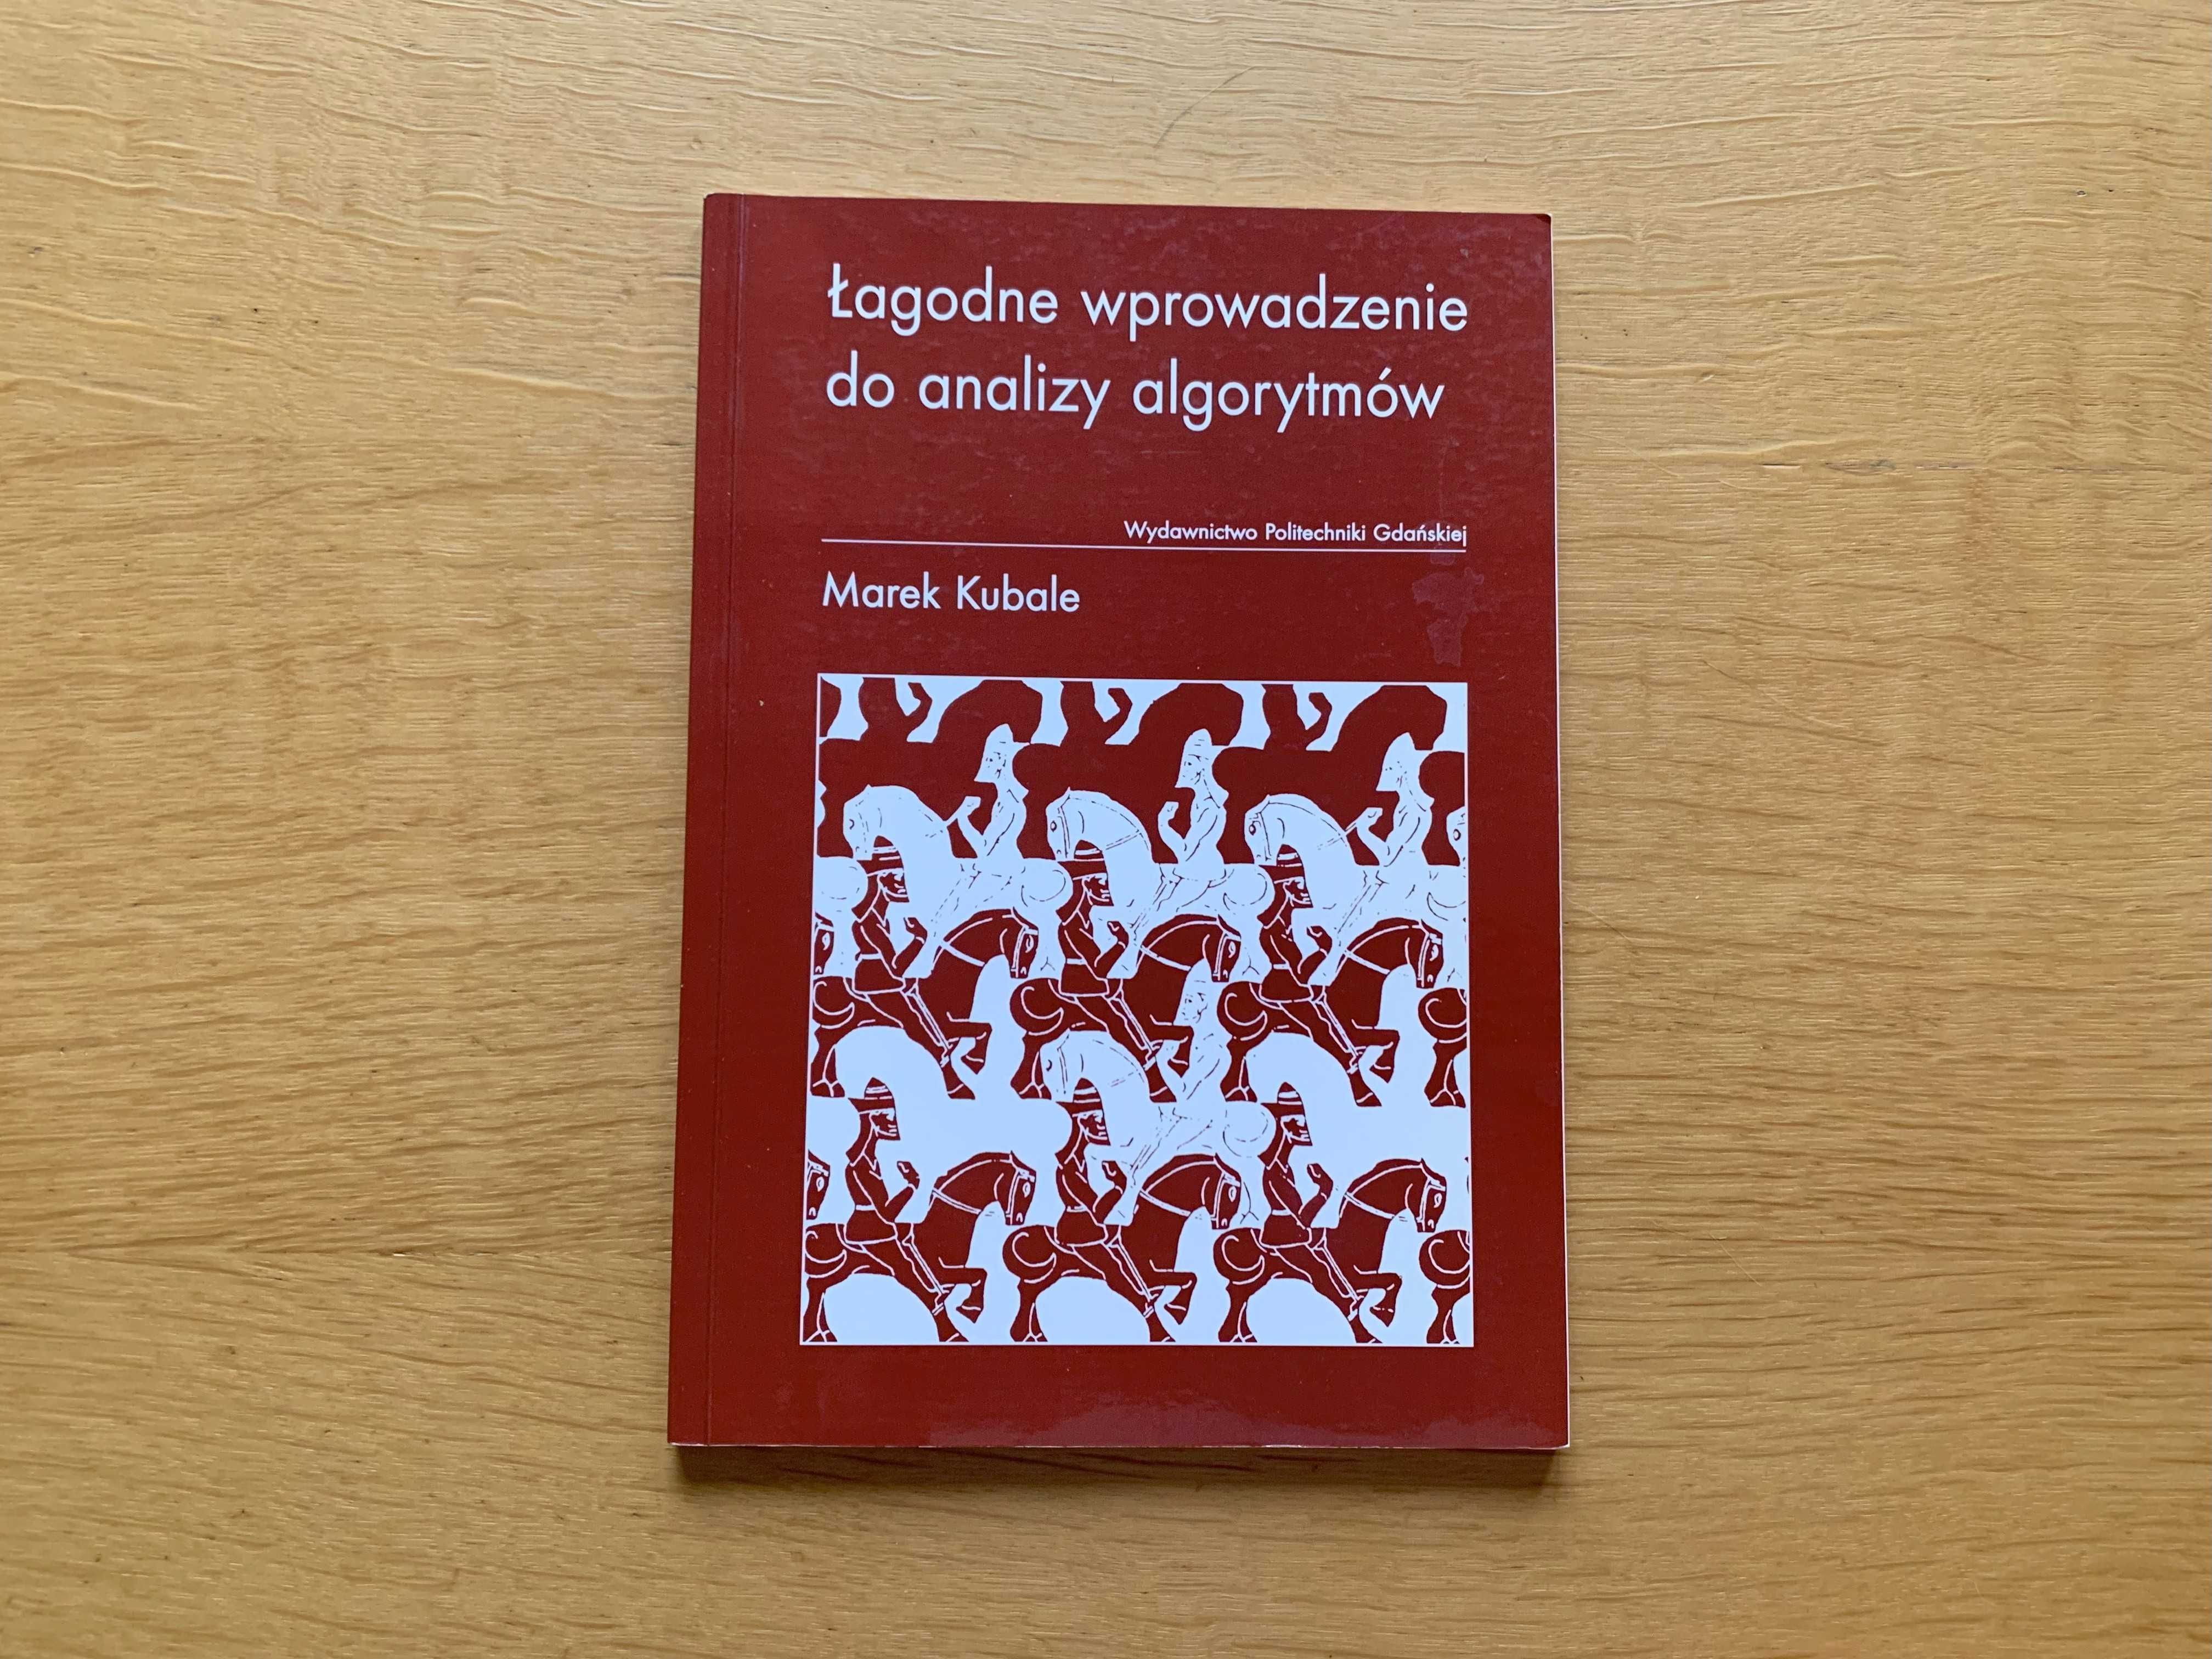 Łagodne wprowadzenie
do analizy algorytmów
Wydawnictwo Politechniki Gdańskiej
Marek Kubale